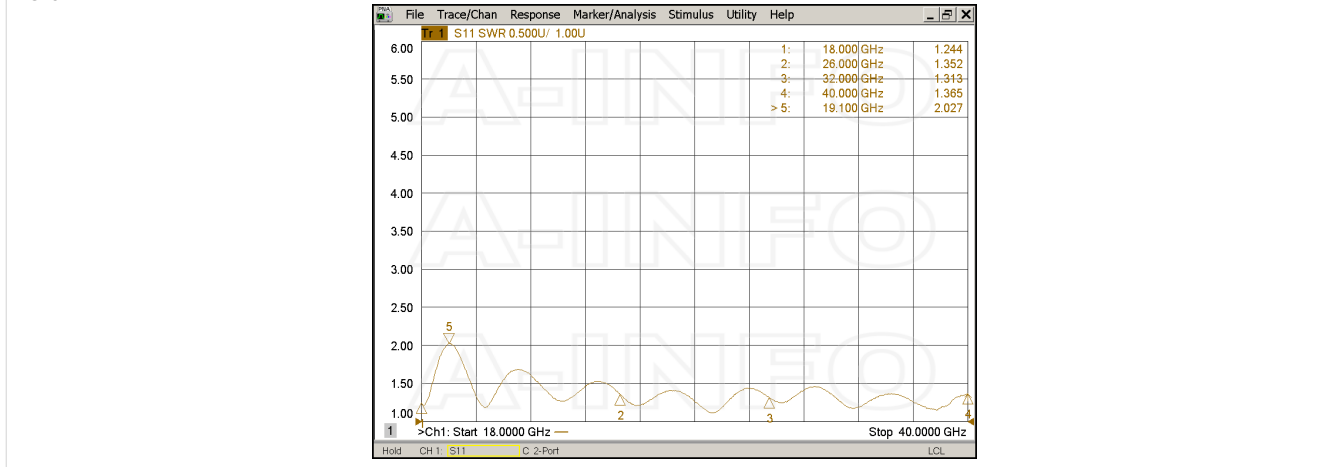 File Trace/Chan Response Marker/Analysis Stimulus Utility Help
Tr 1 S11 SWR 0.500U/ 1.00U
6.00
1: 18.000 GHz 1.244
2: 26.000 GHz 1.352
5.50
3: 32.000 GHz 1.313
4: 40.000 GHz 1.365
> 5: 19.100 GHz 2.027
5.00
4.50
4.00
3.50
3.00
2.50
5
2.00
1.50
1.00
2
3
4
1
1 >Ch1: Start 18.0000 GHz
Stop 40.0000 GHz
Hold CH 1: S11 C 2-Port LCL
A-INFO
A-INFO
A-INFO